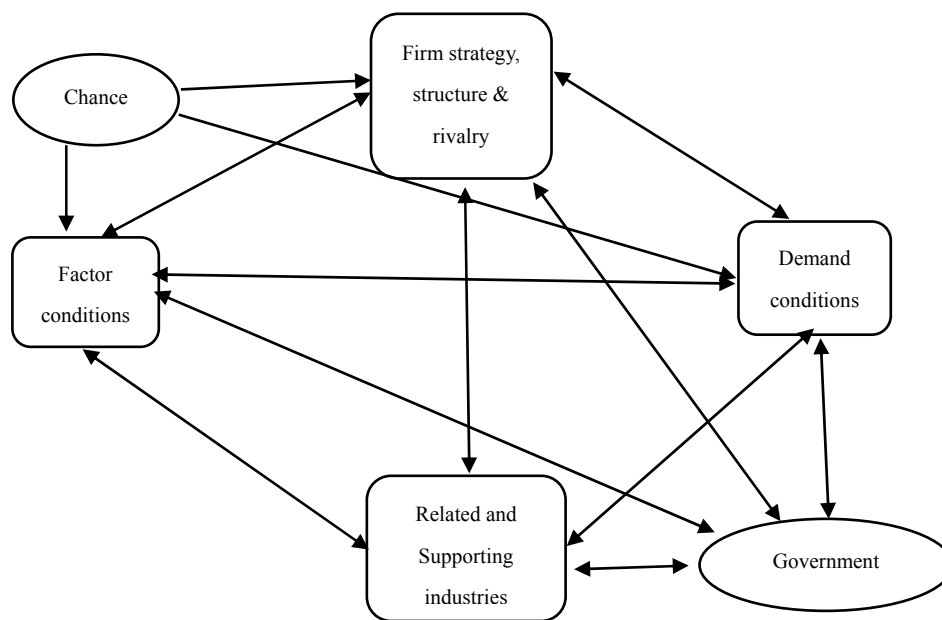 Firm strategy,
structure &
rivalry
Chance
Factor
conditions
Demand
conditions
Related and
Supporting
industries
Government